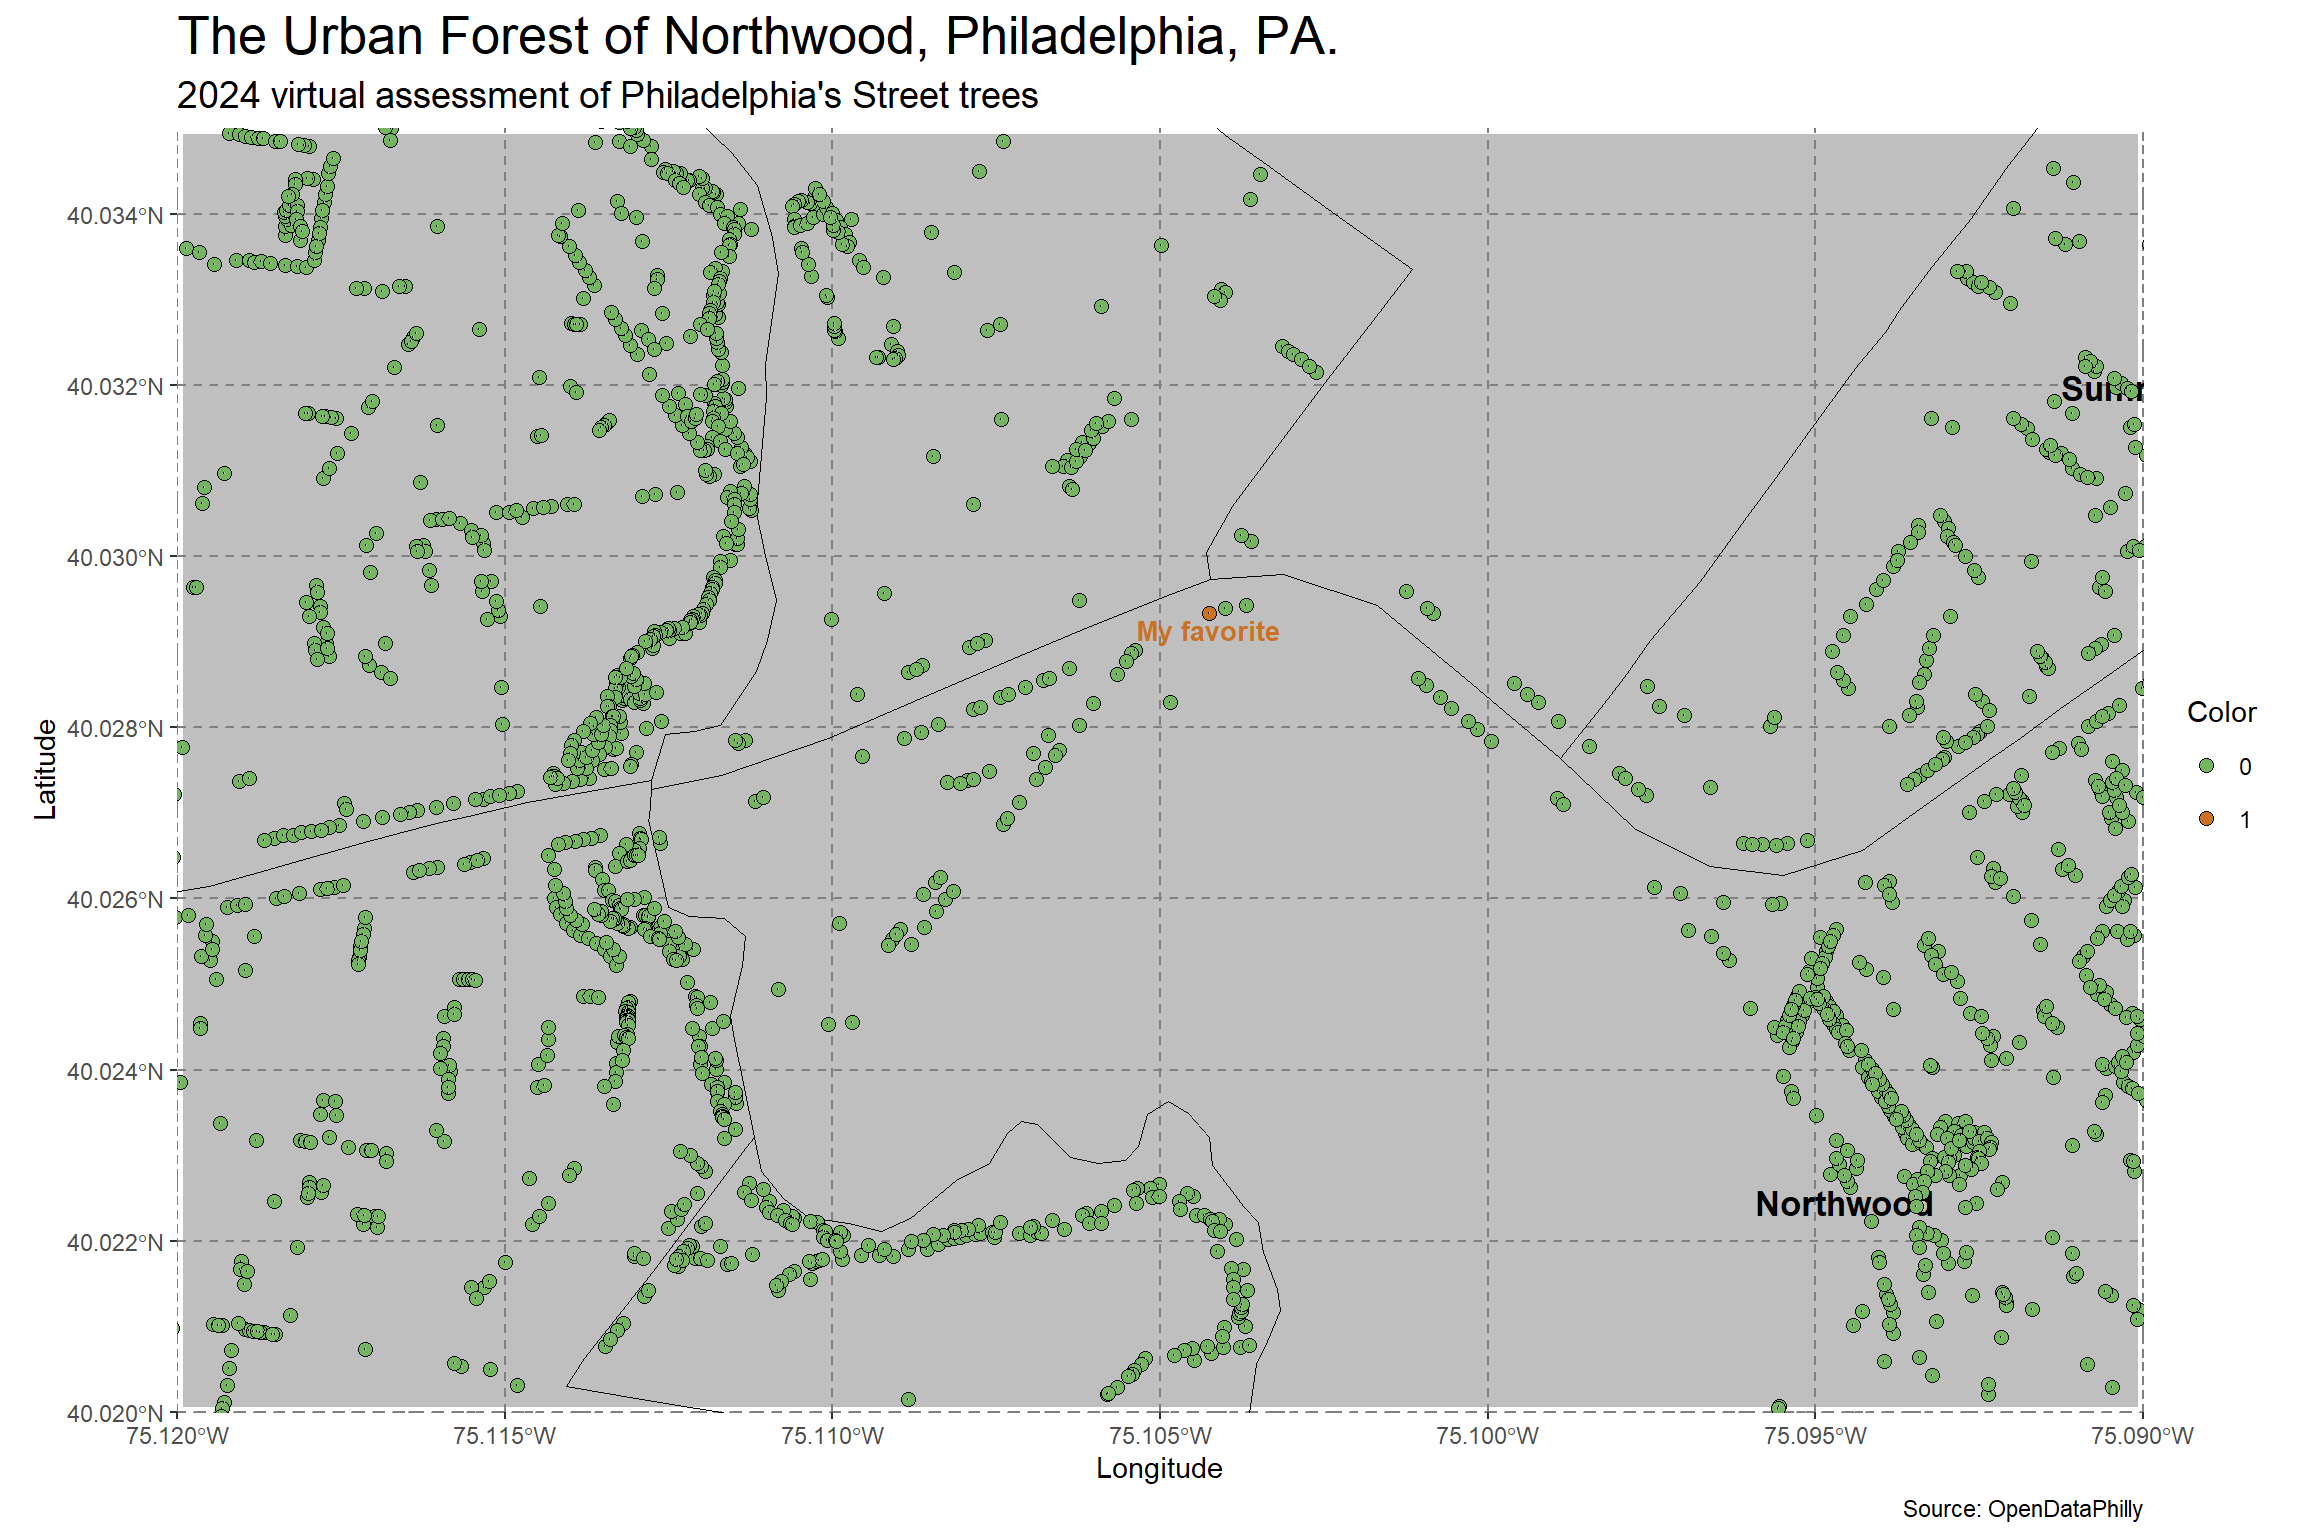 The Urban Forest of Northwood, Philadelphia, PA.
2024 virtual assessment of Philadelphia's Street trees
40.034°N
40.032°N
40.030°N
40.028°N
40.026°N
40.024°N
40.022°N
40.020°N
Latitude
My favorite
Northwood
Color
0
1
75.120°W 75.115°W 75.110°W 75.105°W 75.100°W 75.095°W 75.090°W
Longitude
Source: OpenDataPhilly